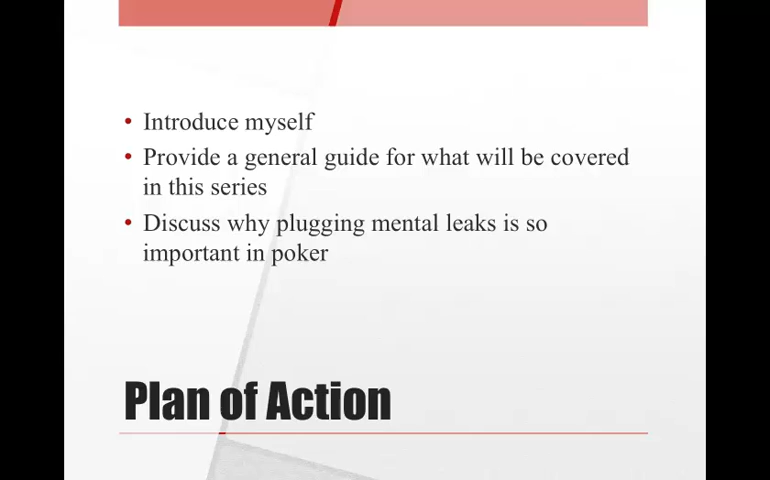 • Introduce myself
• Provide a general guide for what will be covered
in this series
• Discuss why plugging mental leaks is so
important in poker
Plan of Action